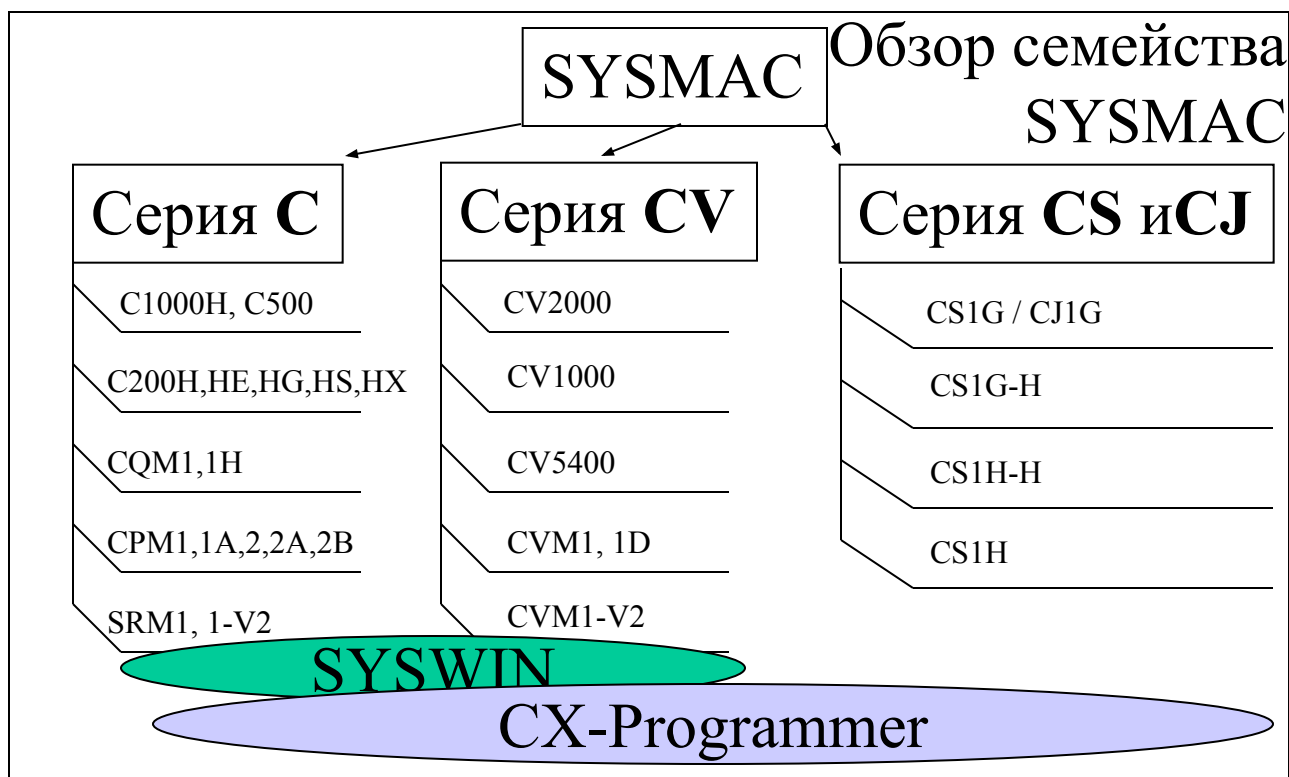 Обзор семейства
SYSMAC
SYSMAC
Серия C
C1000H, C500
C200H,HE,HG,HS,HX
CQM1,1H
CPM1,1A,2,2A,2B
SRM1, 1-V2
Серия CV
CV2000
CV1000
CV5400
CVM1, 1D
CVM1-V2
Серия CS иCJ
CS1G / CJ1G
CS1G-H
CS1H-H
CS1H
SYSWIN
CX-Programmer